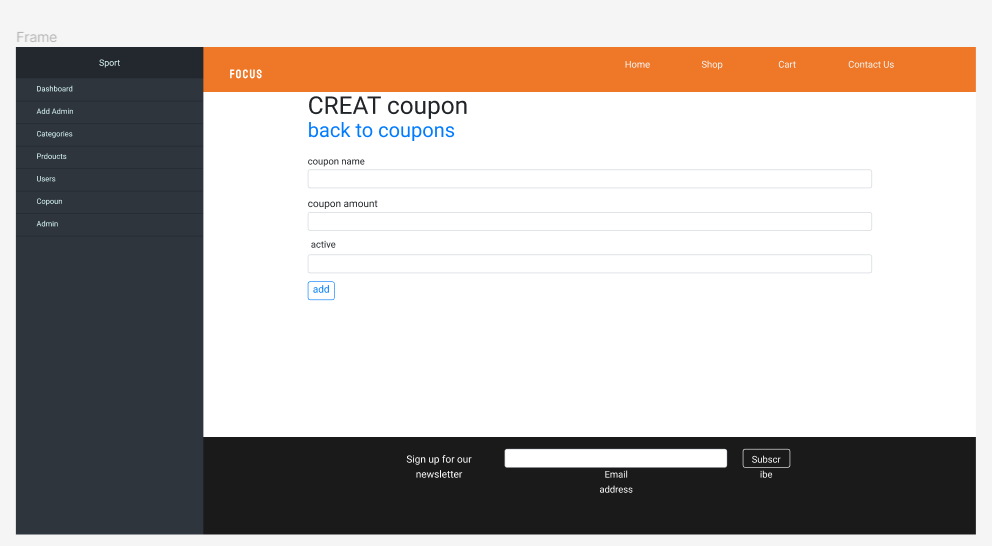 Frame
Sport
Dashboard
Add Admin
Categories
Prdoucts
Users
Copoun
Admin
FOCUS
Home
Shop
Cart
Contact Us
CREAT coupon
back to coupons
coupon name
coupon amount
active
add
Sign up for our
newsletter
Email
address
Subscr
ibe